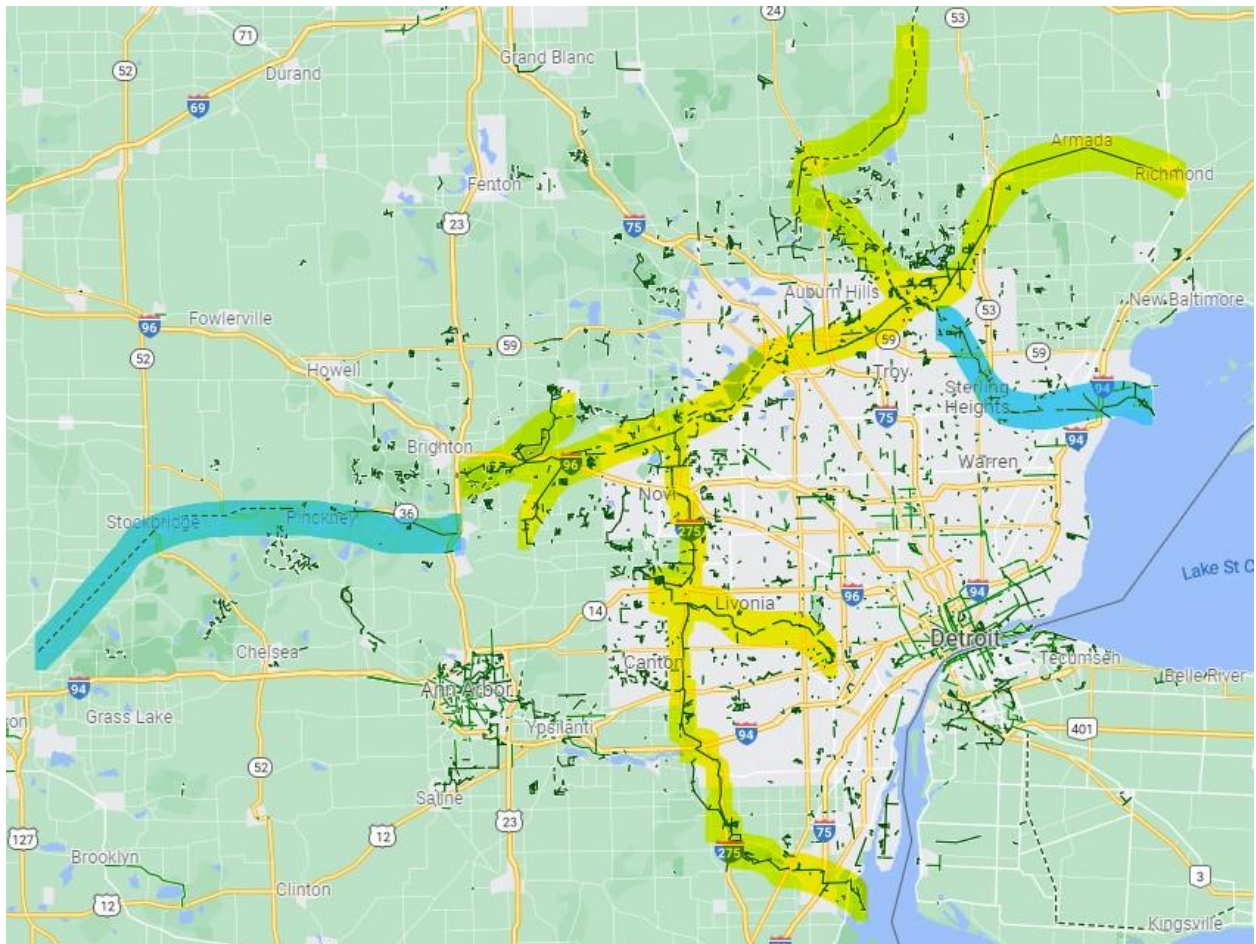 24
53
71
Grand Blanc
52
Durand
69
Armada
Richmond
Fenton
23
75
Auburn Hills
New Baltimore
96
Fowlerville
53
52
59
59
59
Howell
Troy
Sterling
Heights
94
75
Brighton
94
96
Warren
Novi
36
Stockbridge
Pinckney
275
Lake St C
96
94
14
Livonia
Detroit
Chelsea
Canton
Tecumseh
Belle River
94
Ann Arbor
Grass Lake
son
Ypsilanti
94
401
52
Saline
23
12
75
127
275
Brooklyn
3
Clinton
12
Kingsville